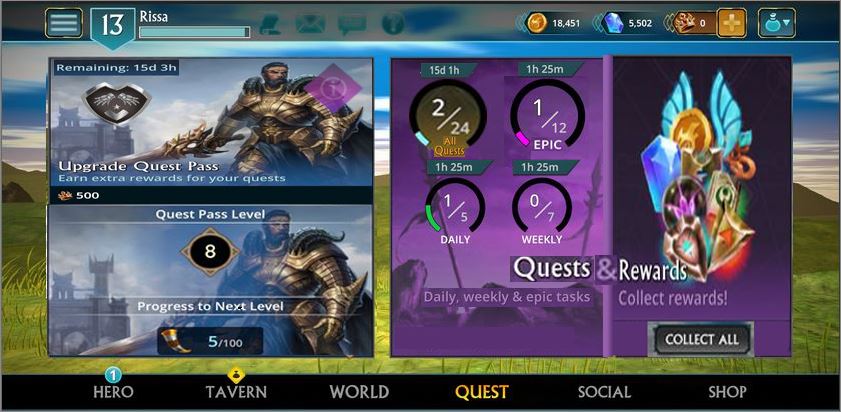 13 Rissa
18,451 5,502 0
Remaining: 15d 3h
Upgrade Quest Pass
Earn extra rewards for your quests
500
Quest Pass Level
8
Progress to Next Level
5/100
15d 1h
2/24
All
Quests
1h 25m
1/12
EPIC
1h 25m
1/5
DAILY
1h 25m
0/7
WEEKLY
Quests & Rewards
Daily, weekly & epic tasks
Collect rewards!
COLLECT ALL
1
HERO TAVERN WORLD QUEST SOCIAL SHOP